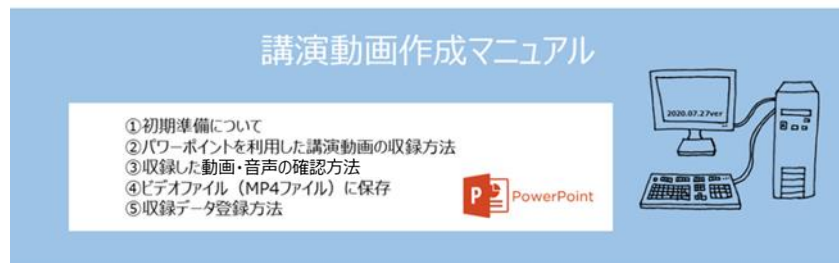 講演動画作成マニュアル
2020.07.27ver
①初期準備について
②パワーポイントを利用した講演動画の収録方法
③収録した動画・音声の確認方法
④ビデオファイル（MP4ファイル）に保存
⑤収録データ登録方法
P PowerPoint